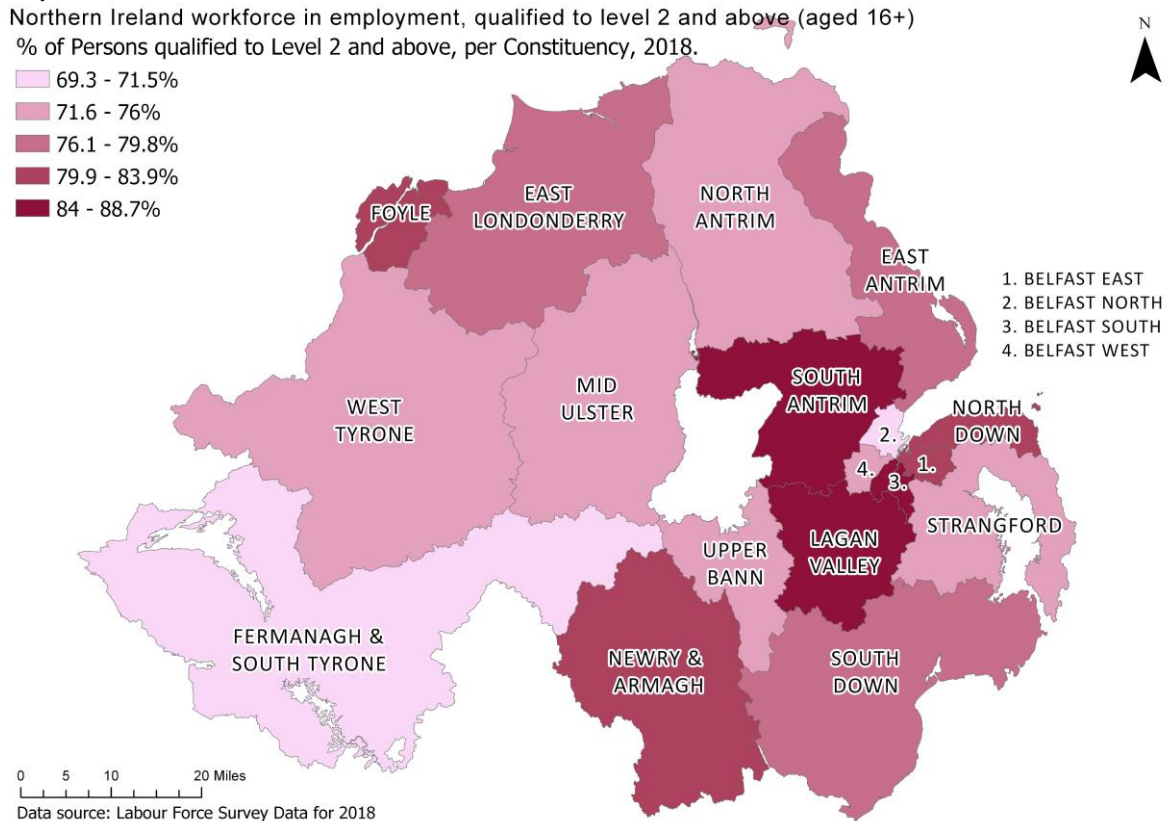 Northern Ireland workforce in employment, qualified to level 2 and above (aged 16+)
% of Persons qualified to Level 2 and above, per Constituency, 2018.
69.3 - 71.5%
71.6 - 76%
76.1 - 79.8%
79.9 - 83.9%
84 - 88.7%
N
FOYLE
EAST
LONDONDERRY
NORTH
ANTRIM
EAST
ANTRIM
1. BELFAST EAST
2. BELFAST NORTH
3. BELFAST SOUTH
4. BELFAST WEST
WEST
TYRONE
MID
ULSTER
SOUTH
ANTRIM
NORTH
DOWN
2.
1.
4.
3.
STRANGFORD
UPPER
BANN
LAGAN
VALLEY
FERMANAGH &
SOUTH TYRONE
NEWRY &
ARMAGH
SOUTH
DOWN
0 5 10 20 Miles
Data source: Labour Force Survey Data for 2018